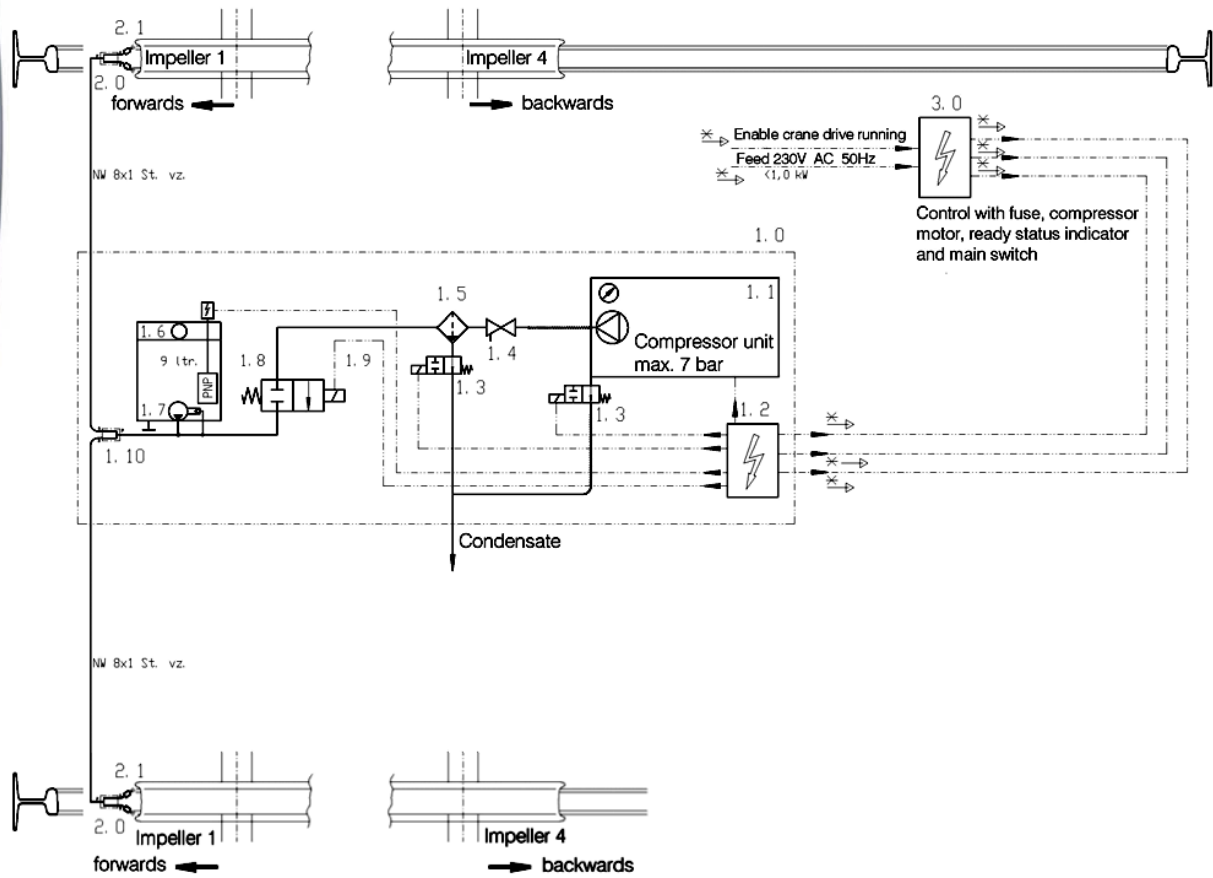 2.1
Impeller 1
Impeller 4
2.0
forwards
backwards
3.0
Enable crane drive running
Feed 230V AC 50Hz
<1,0 kW
NW 8x1 St. vz.
Control with fuse, compressor
motor, ready status indicator
and main switch
1.0
1.1
1.5
1.6
9 ltr.
PNP
1.7
1.8
1.9
1.4
Compressor unit
max. 7 bar
1.3
1.3
1.2
1.10
Condensate
NW 8x1 St. vz.
2.1
2.0
Impeller 1
Impeller 4
forwards
backwards